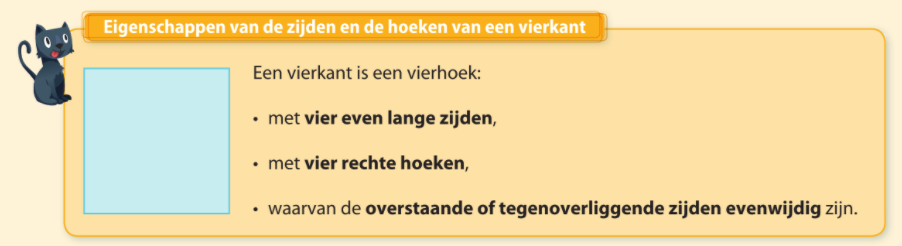 Eigenschappen van de zijden en de hoeken van een vierkant
Een vierkant is een vierhoek:
• met vier even lange zijden,
• met vier rechte hoeken,
• waarvan de overstaande of tegenoverliggende zijden evenwijdig zijn.